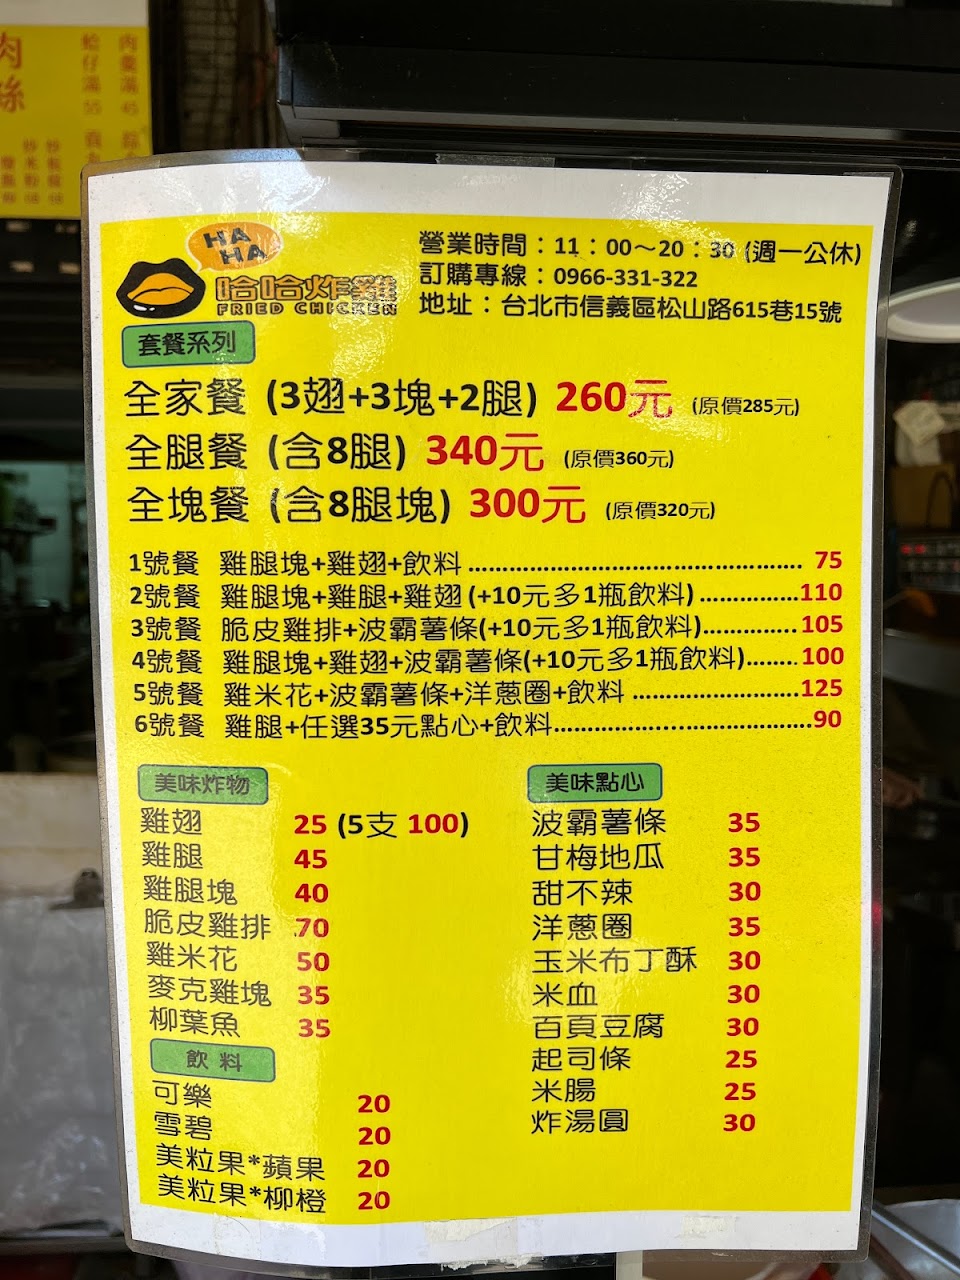 肉絲
蛤仔湯 55
肉羹湯 45
HA
HA
哈哈炸雞
FRIED CHICKEN
營業時間：11：00～20：30 (週一公休)
訂購專線：0966-331-322
地址：台北市信義區松山路615巷15號
套餐系列
全家餐 (3翅+3塊+2腿) 260元 (原價285元)
全腿餐 (含8腿) 340元 (原價360元)
全塊餐 (含8腿塊) 300元 (原價320元)
1號餐 雞腿塊+雞翅+飲料................................................ 75
2號餐 雞腿塊+雞腿+雞翅(+10元多1瓶飲料)..............110
3號餐 脆皮雞排+波霸薯條(+10元多1瓶飲料).............105
4號餐 雞腿塊+雞翅+波霸薯條(+10元多1瓶飲料)....... 100
5號餐 雞米花+波霸薯條+洋蔥圈+飲料........................125
6號餐 雞腿+任選35元點心+飲料.....................................90
美味炸物
雞翅 25 (5支 100)
雞腿 45
雞腿塊 40
脆皮雞排 70
雞米花 50
麥克雞塊 35
柳葉魚 35
飲料
可樂 20
雪碧 20
美粒果*蘋果 20
美粒果*柳橙 20
美味點心
波霸薯條 35
甘梅地瓜 35
甜不辣 30
洋蔥圈 35
玉米布丁酥 30
米血 30
百頁豆腐 30
起司條 25
米腸 25
炸湯圓 30